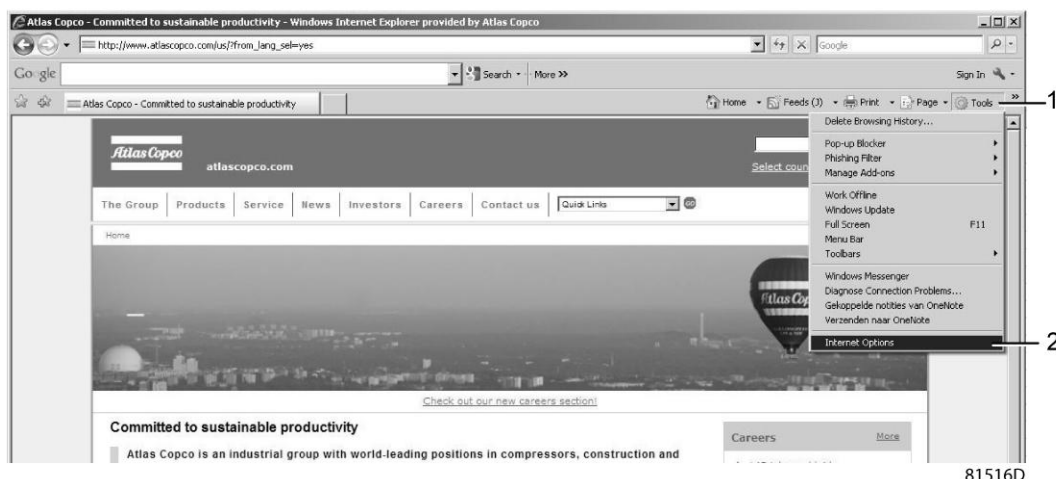 Atlas Copco - Committed to sustainable productivity - Windows Internet Explorer provided by Atlas Copco
http://www.atlascopco.com/us/?from_lang_sel=yes
Google
Google Search More »
Sign In
Atlas Copco - Committed to sustainable productivity
Home Feeds (3) Print Page Tools »
1
Delete Browsing History...
Pop-up Blocker
Phishing Filter
Manage Add-ons
Work Offline
Windows Update
Full Screen F11
Menu Bar
Toolbars
Windows Messenger
Diagnose Connection Problems...
Gekoppelde notities van OneNote
Verzenden naar OneNote
Internet Options
2
Atlas Copco
atlascopco.com
Select coun
The Group Products Service News Investors Careers Contact us Quick Links GO
Home
Atlas Cop
Check out our new careers section!
Committed to sustainable productivity
Atlas Copco is an industrial group with world-leading positions in compressors, construction and
Careers More
81516D